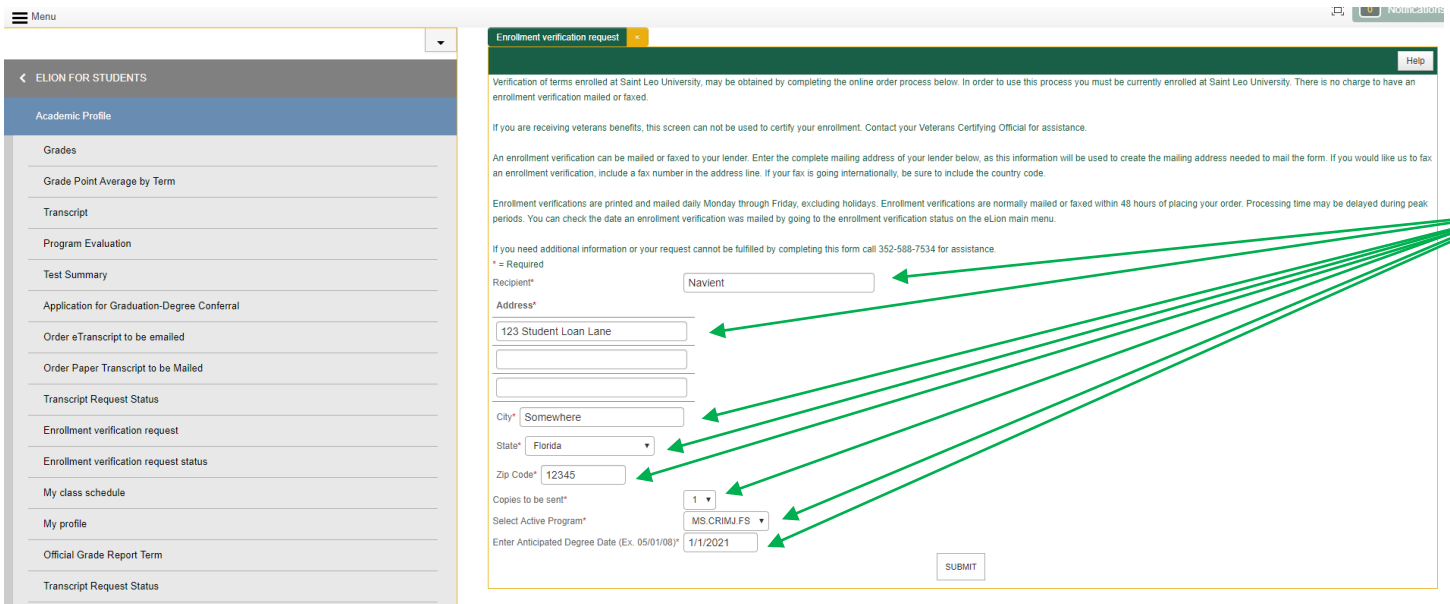 Menu
0 Notifications
Enrollment verification request ×
Help
ELION FOR STUDENTS
Academic Profile
Grades
Grade Point Average by Term
Transcript
Program Evaluation
Test Summary
Application for Graduation-Degree Conferral
Order eTranscript to be emailed
Order Paper Transcript to be Mailed
Transcript Request Status
Enrollment verification request
Enrollment verification request status
My class schedule
My profile
Official Grade Report Term
Transcript Request Status
Verification of terms enrolled at Saint Leo University, may be obtained by completing the online order process below. In order to use this process you must be currently enrolled at Saint Leo University. There is no charge to have an
enrollment verification mailed or faxed.
If you are receiving veterans benefits, this screen can not be used to certify your enrollment. Contact your Veterans Certifying Official for assistance.
An enrollment verification can be mailed or faxed to your lender. Enter the complete mailing address of your lender below, as this information will be used to create the mailing address needed to mail the form. If you would like us to fax
an enrollment verification, include a fax number in the address line. If your fax is going internationally, be sure to include the country code.
Enrollment verifications are printed and mailed daily Monday through Friday, excluding holidays. Enrollment verifications are normally mailed or faxed within 48 hours of placing your order. Processing time may be delayed during peak
periods. You can check the date an enrollment verification was mailed by going to the enrollment verification status on the eLion main menu.
If you need additional information or your request cannot be fulfilled by completing this form call 352-588-7534 for assistance.
* = Required
Recipient* Navient
Address*
123 Student Loan Lane
City* Somewhere
State* Florida
Zip Code* 12345
Copies to be sent* 1
Select Active Program* MS.CRIMJ.FS
Enter Anticipated Degree Date (Ex. 05/01/08)* 1/1/2021
SUBMIT